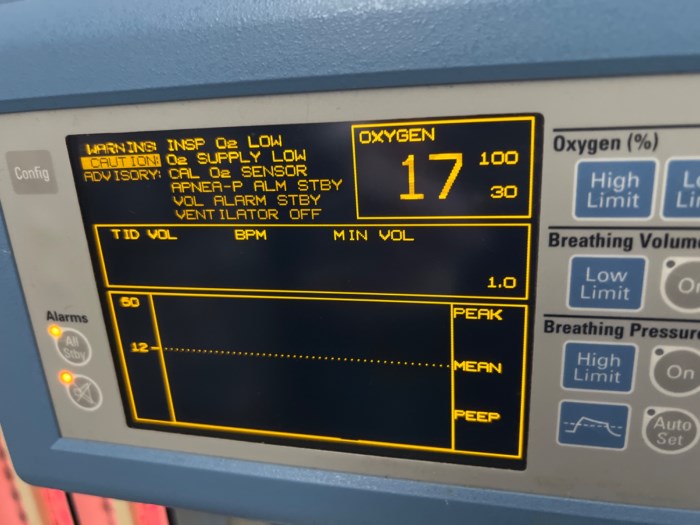 Config
WARNING: INSP O2 LOW
CAUTION: O2 SUPPLY LOW
ADVISORY: CAL O2 SENSOR
APNEA-P ALM STBY
VOL ALARM STBY
VENTILATOR OFF
OXYGEN
17
100
30
TID VOL BPM MIN VOL
1.0
60
12
PEAK
MEAN
PEEP
Alarms
All
Stby
Oxygen (%)
High
Limit
Breathing Volume
Low
Limit
Breathing Pressure
High
Limit
On
Auto
Set